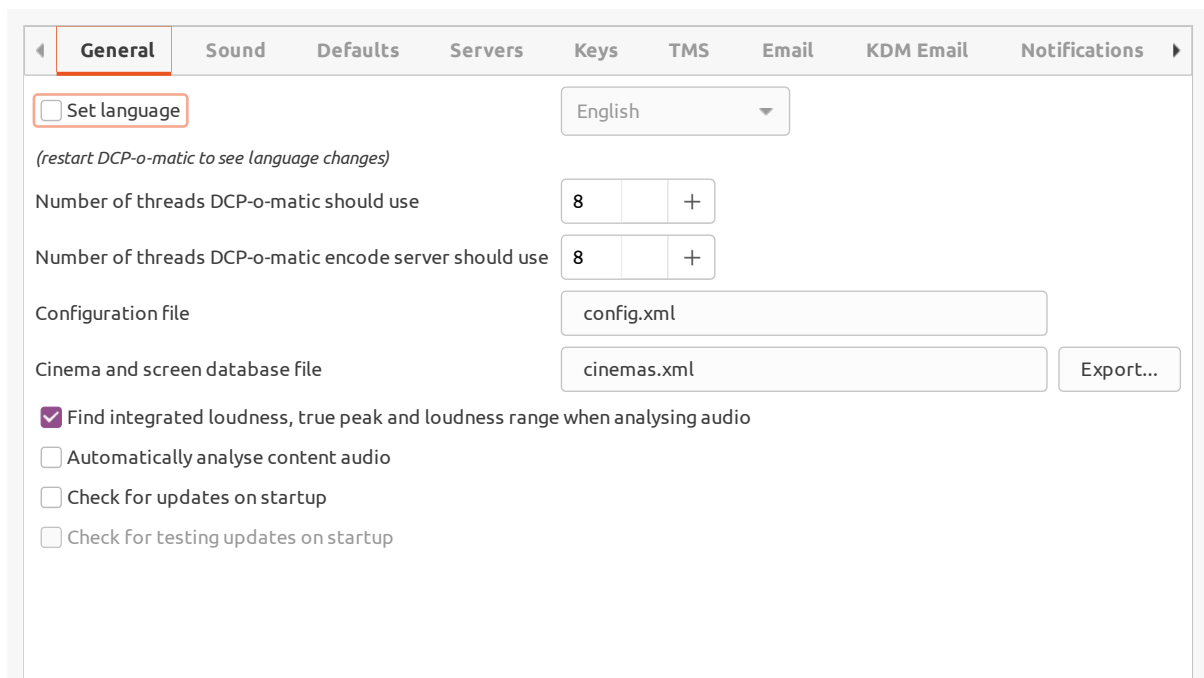 General Sound Defaults Servers Keys TMS Email KDM Email Notifications
Set language English
(restart DCP-o-matic to see language changes)
Number of threads DCP-o-matic should use 8 +
Number of threads DCP-o-matic encode server should use 8 +
Configuration file config.xml
Cinema and screen database file cinemas.xml Export...
Find integrated loudness, true peak and loudness range when analysing audio
Automatically analyse content audio
Check for updates on startup
Check for testing updates on startup